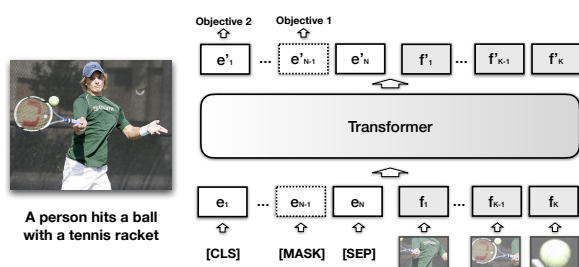 Objective 2 Objective 1
e'₁ ... e'N-1 e'N f'₁ ... f'K-1 f'K
Transformer
e₁ ... eN-1 eN f₁ ... fK-1 fK
A person hits a ball
with a tennis racket
[CLS] [MASK] [SEP]